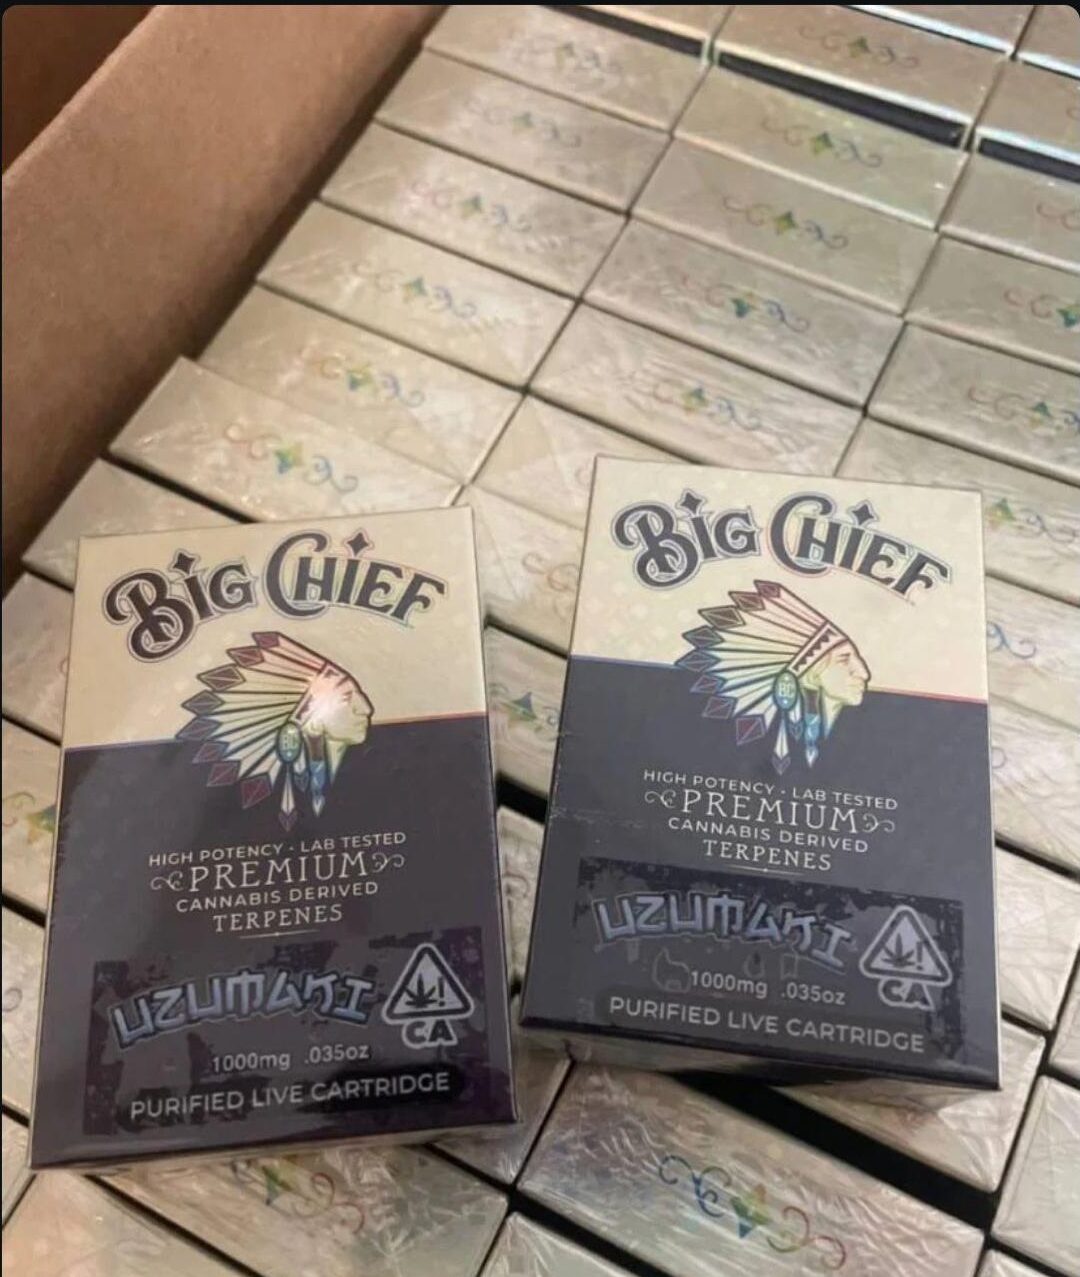 BIG CHIEF
HIGH POTENCY · LAB TESTED
PREMIUM
CANNABIS DERIVED
TERPENES
UZUMAKI
CA
1000mg .035oz
PURIFIED LIVE CARTRIDGE
BIG CHIEF
BC
HIGH POTENCY · LAB TESTED
PREMIUM
CANNABIS DERIVED
TERPENES
UZUMAKI
CA
1000mg .035oz
PURIFIED LIVE CARTRIDGE